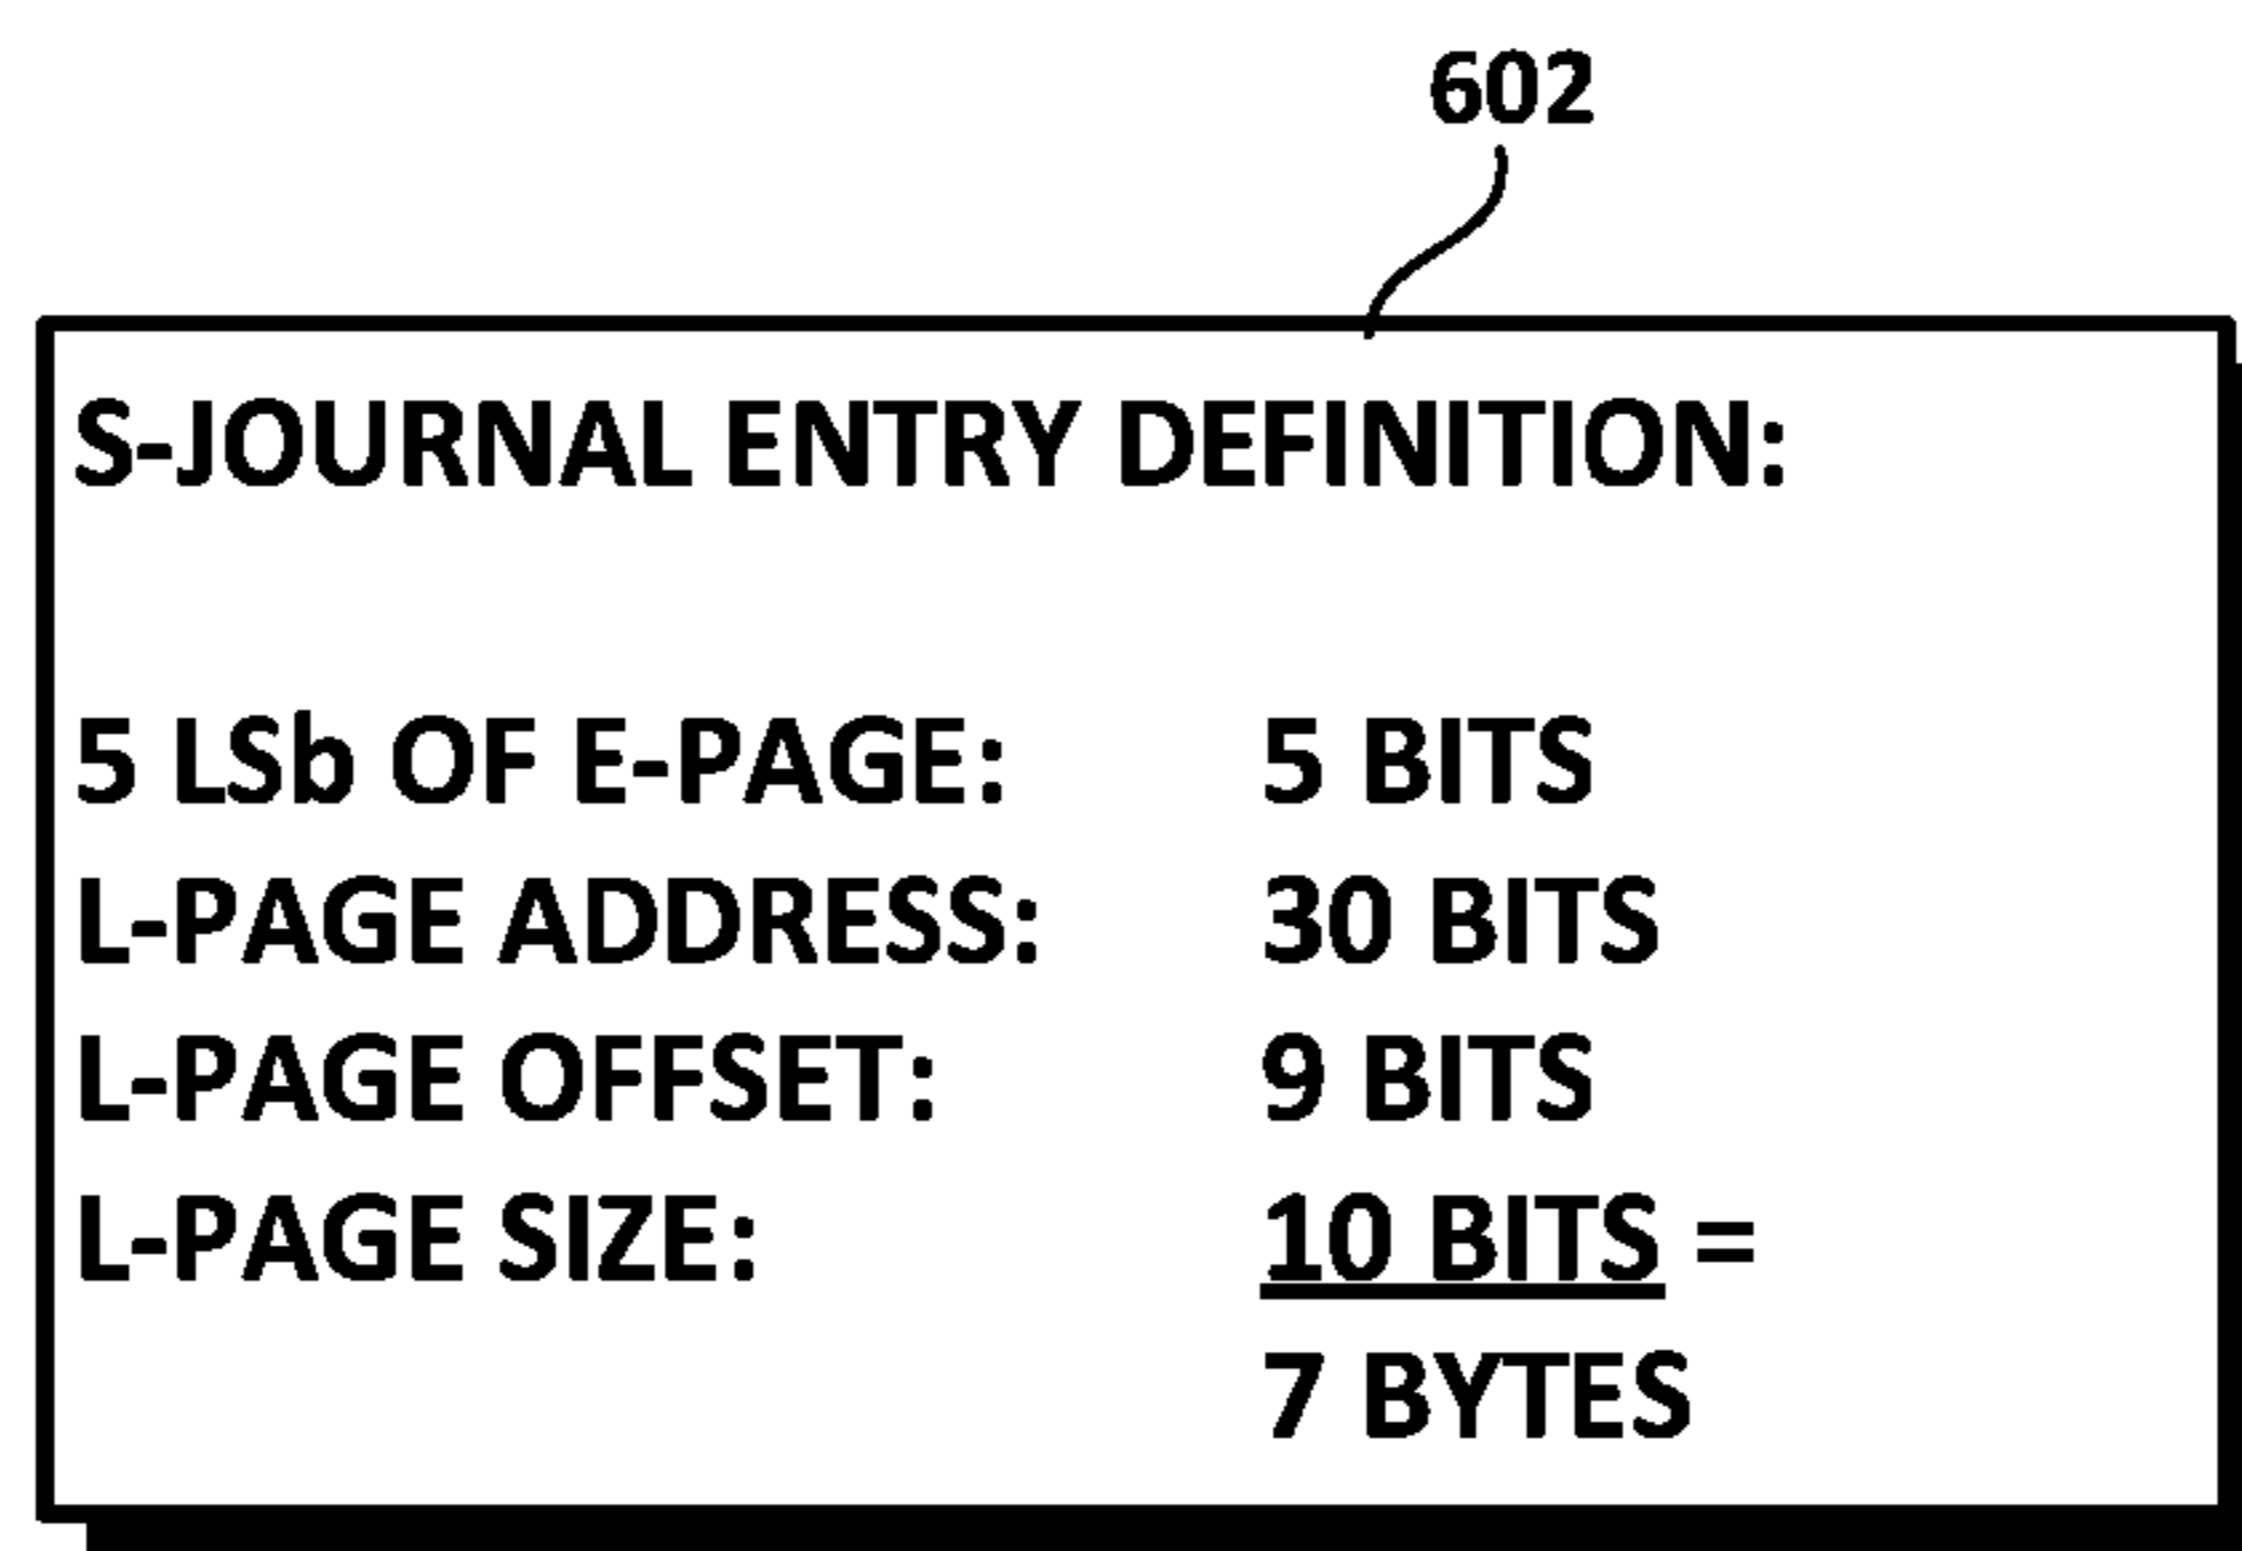 602
S-JOURNAL ENTRY DEFINITION:
5 LSb OF E-PAGE: 5 BITS
L-PAGE ADDRESS: 30 BITS
L-PAGE OFFSET: 9 BITS
L-PAGE SIZE: 10 BITS =
7 BYTES